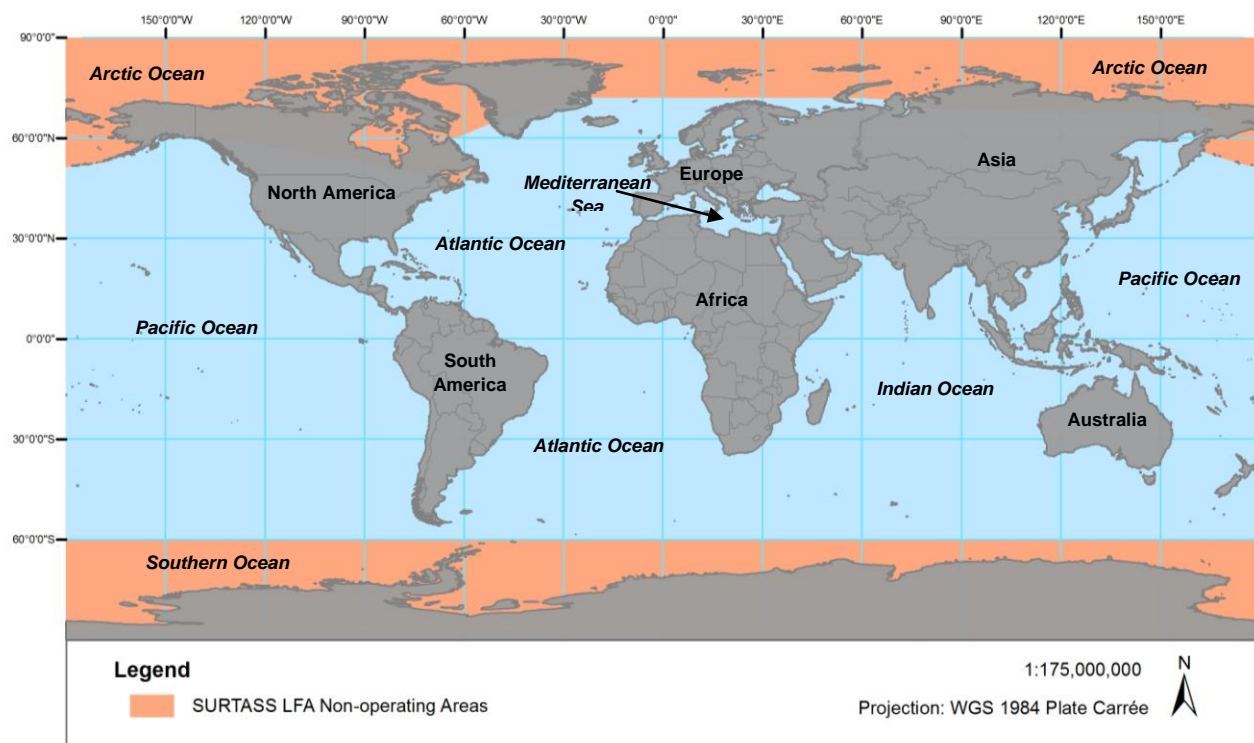 150°0'0"W 120°0'0"W 90°0'0"W 60°0'0"W 30°0'0"W 0°0'0" 30°0'0"E 60°0'0"E 90°0'0"E 120°0'0"E 150°0'0"E
90°0'0"N
Arctic Ocean
Arctic Ocean
60°0'0"N
Asia
Europe
North America
Mediterranean
Sea
30°0'0"N
Atlantic Ocean
Pacific Ocean
Africa
Pacific Ocean
0°0'0"
South
America
Indian Ocean
Australia
30°0'0"S
Atlantic Ocean
60°0'0"S
Southern Ocean
Legend
SURTASS LFA Non-operating Areas
1:175,000,000
N
Projection: WGS 1984 Plate Carrée